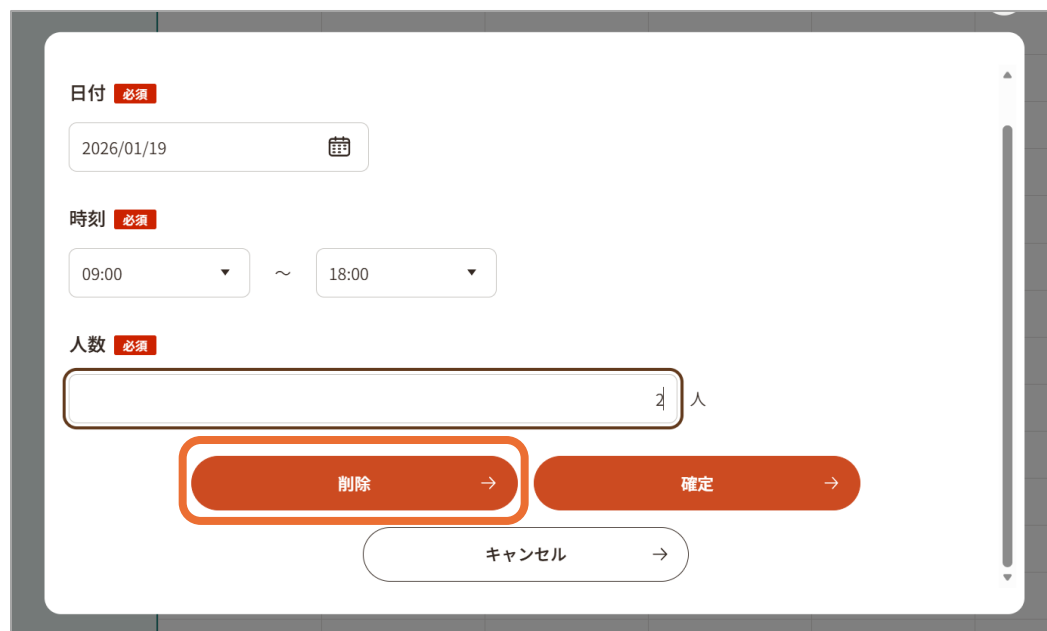 日付 必須
2026/01/19
時刻 必須
09:00 ～ 18:00
人数 必須
2 人
削除 → 確定 →
キャンセル →